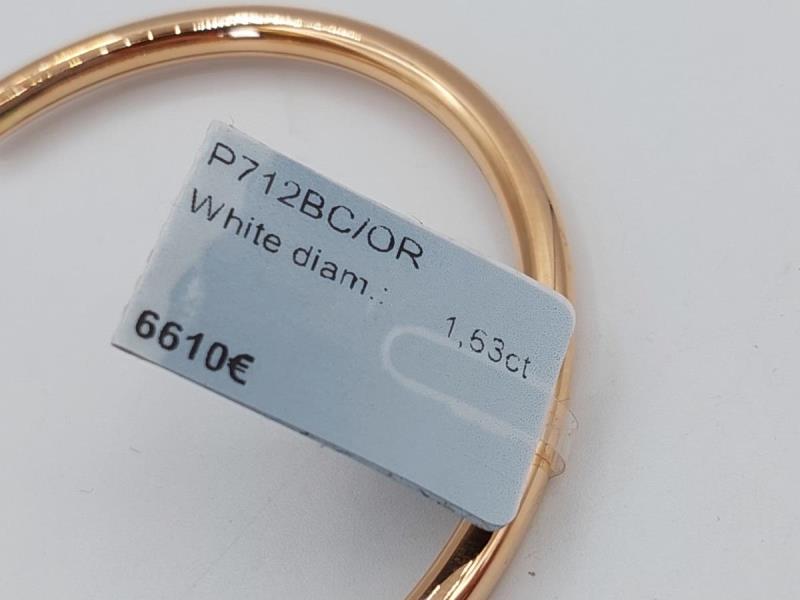 P712BC/OR
White diam.: 1,63ct
6610€